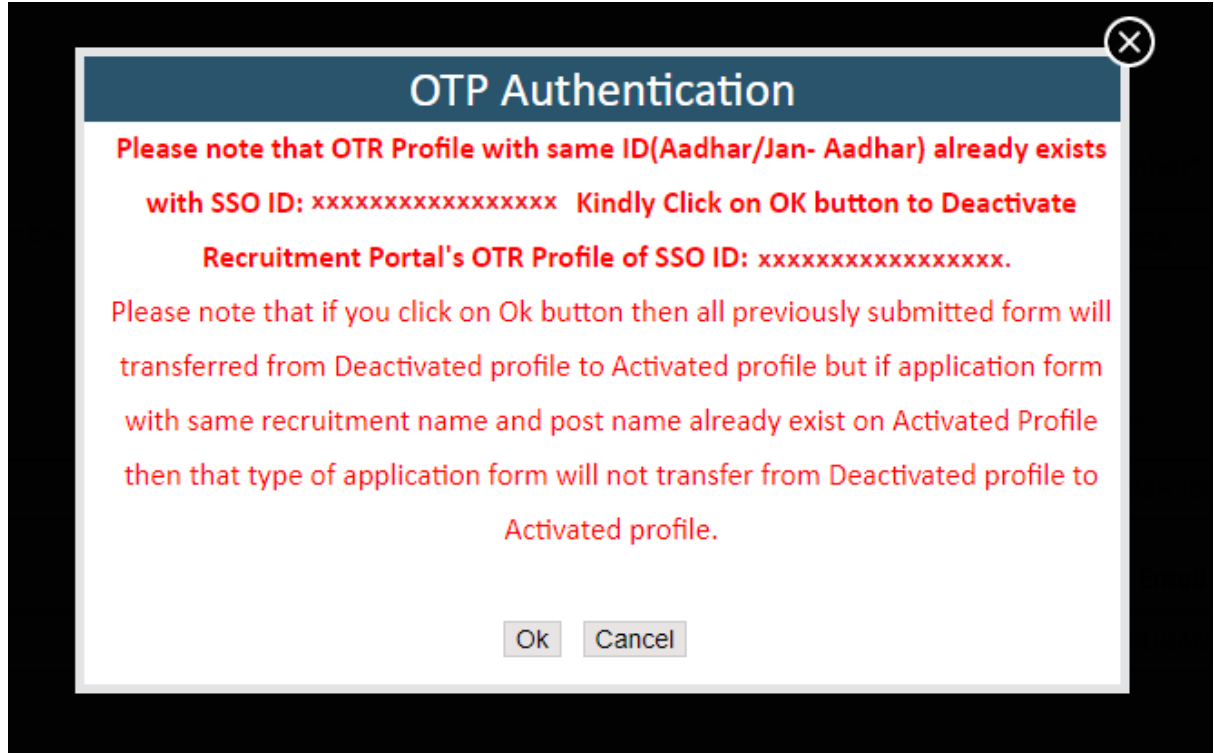 OTP Authentication
Please note that OTR Profile with same ID(Aadhar/Jan- Aadhar) already exists
with SSO ID: xxxxxxxxxxxxxxxxx Kindly Click on OK button to Deactivate
Recruitment Portal's OTR Profile of SSO ID: xxxxxxxxxxxxxxxxx.
Please note that if you click on Ok button then all previously submitted form will
transferred from Deactivated profile to Activated profile but if application form
with same recruitment name and post name already exist on Activated Profile
then that type of application form will not transfer from Deactivated profile to
Activated profile.
Ok Cancel